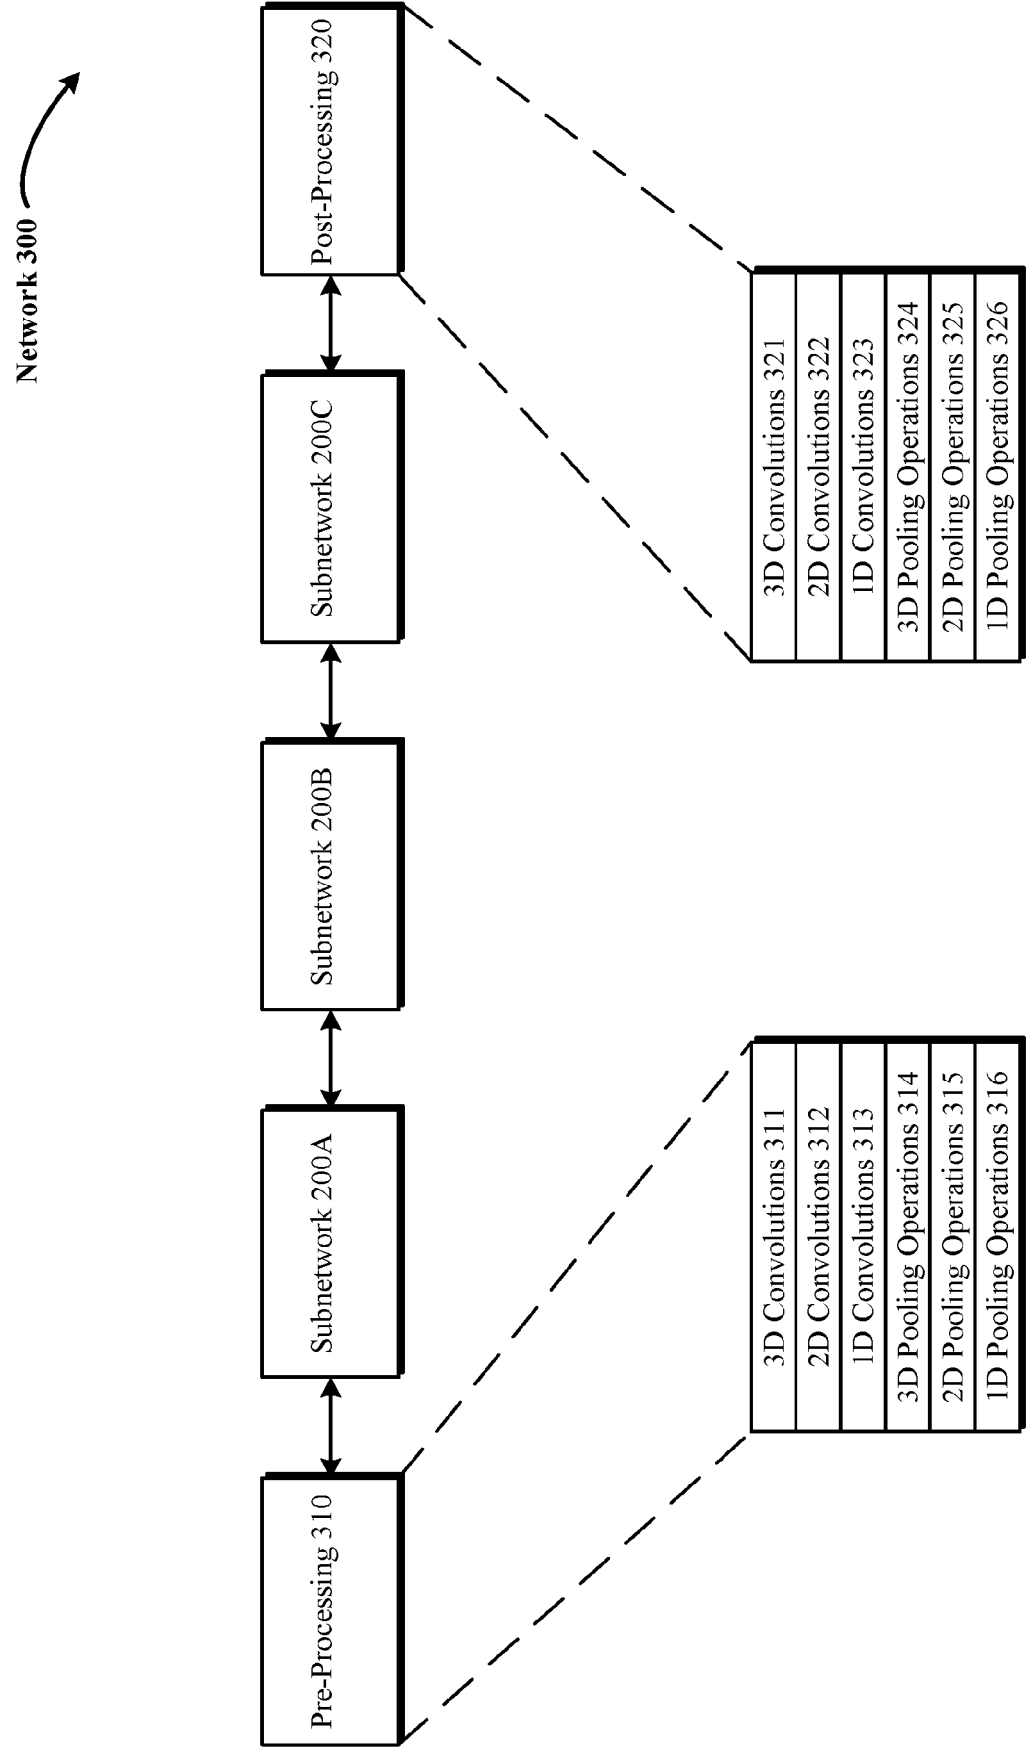 Network 300
Pre-Processing 310
Subnetwork 200A
Subnetwork 200B
Subnetwork 200C
Post-Processing 320
3D Convolutions 311
2D Convolutions 312
1D Convolutions 313
3D Pooling Operations 314
2D Pooling Operations 315
1D Pooling Operations 316
3D Convolutions 321
2D Convolutions 322
1D Convolutions 323
3D Pooling Operations 324
2D Pooling Operations 325
1D Pooling Operations 326